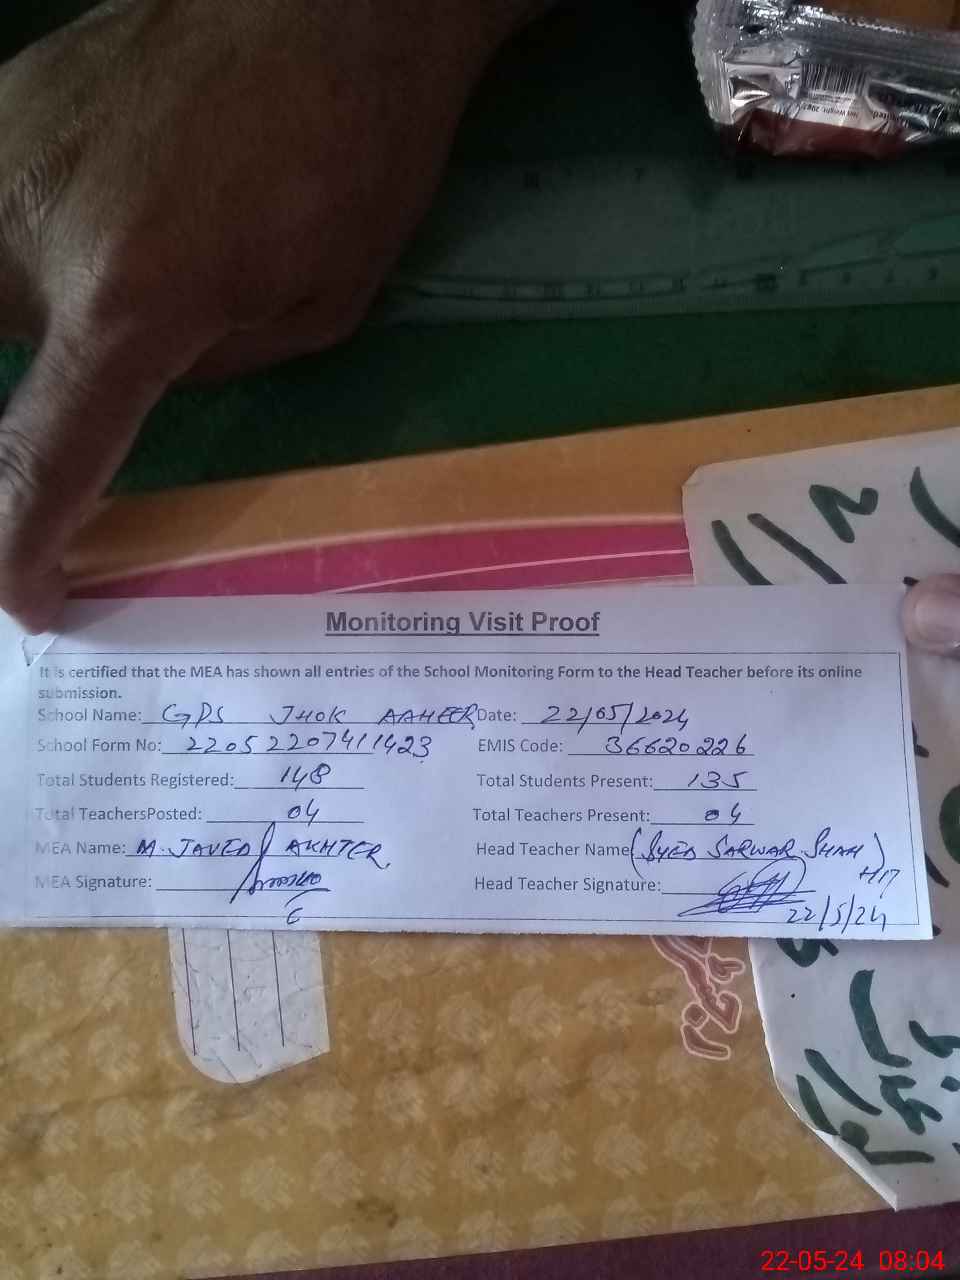 Monitoring Visit Proof
It is certified that the MEA has shown all entries of the School Monitoring Form to the Head Teacher before its online
submission.
School Name: GPS JHOK AAHEER Date: 22/05/2024
School Form No: 22052207411423 EMIS Code: 36620226
Total Students Registered: 148 Total Students Present: 135
Total TeachersPosted: 04 Total Teachers Present: 04
MEA Name: M. JAVED AKHTER Head Teacher Name (SYED SARWAR SHAH)
MEA Signature: Head Teacher Signature:
22/5/24
22-05-24 08:04